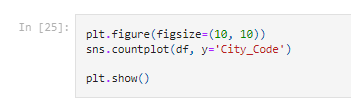 In [25]:
plt.figure(figsize=(10, 10))
sns.countplot(df, y='City_Code')
plt.show()